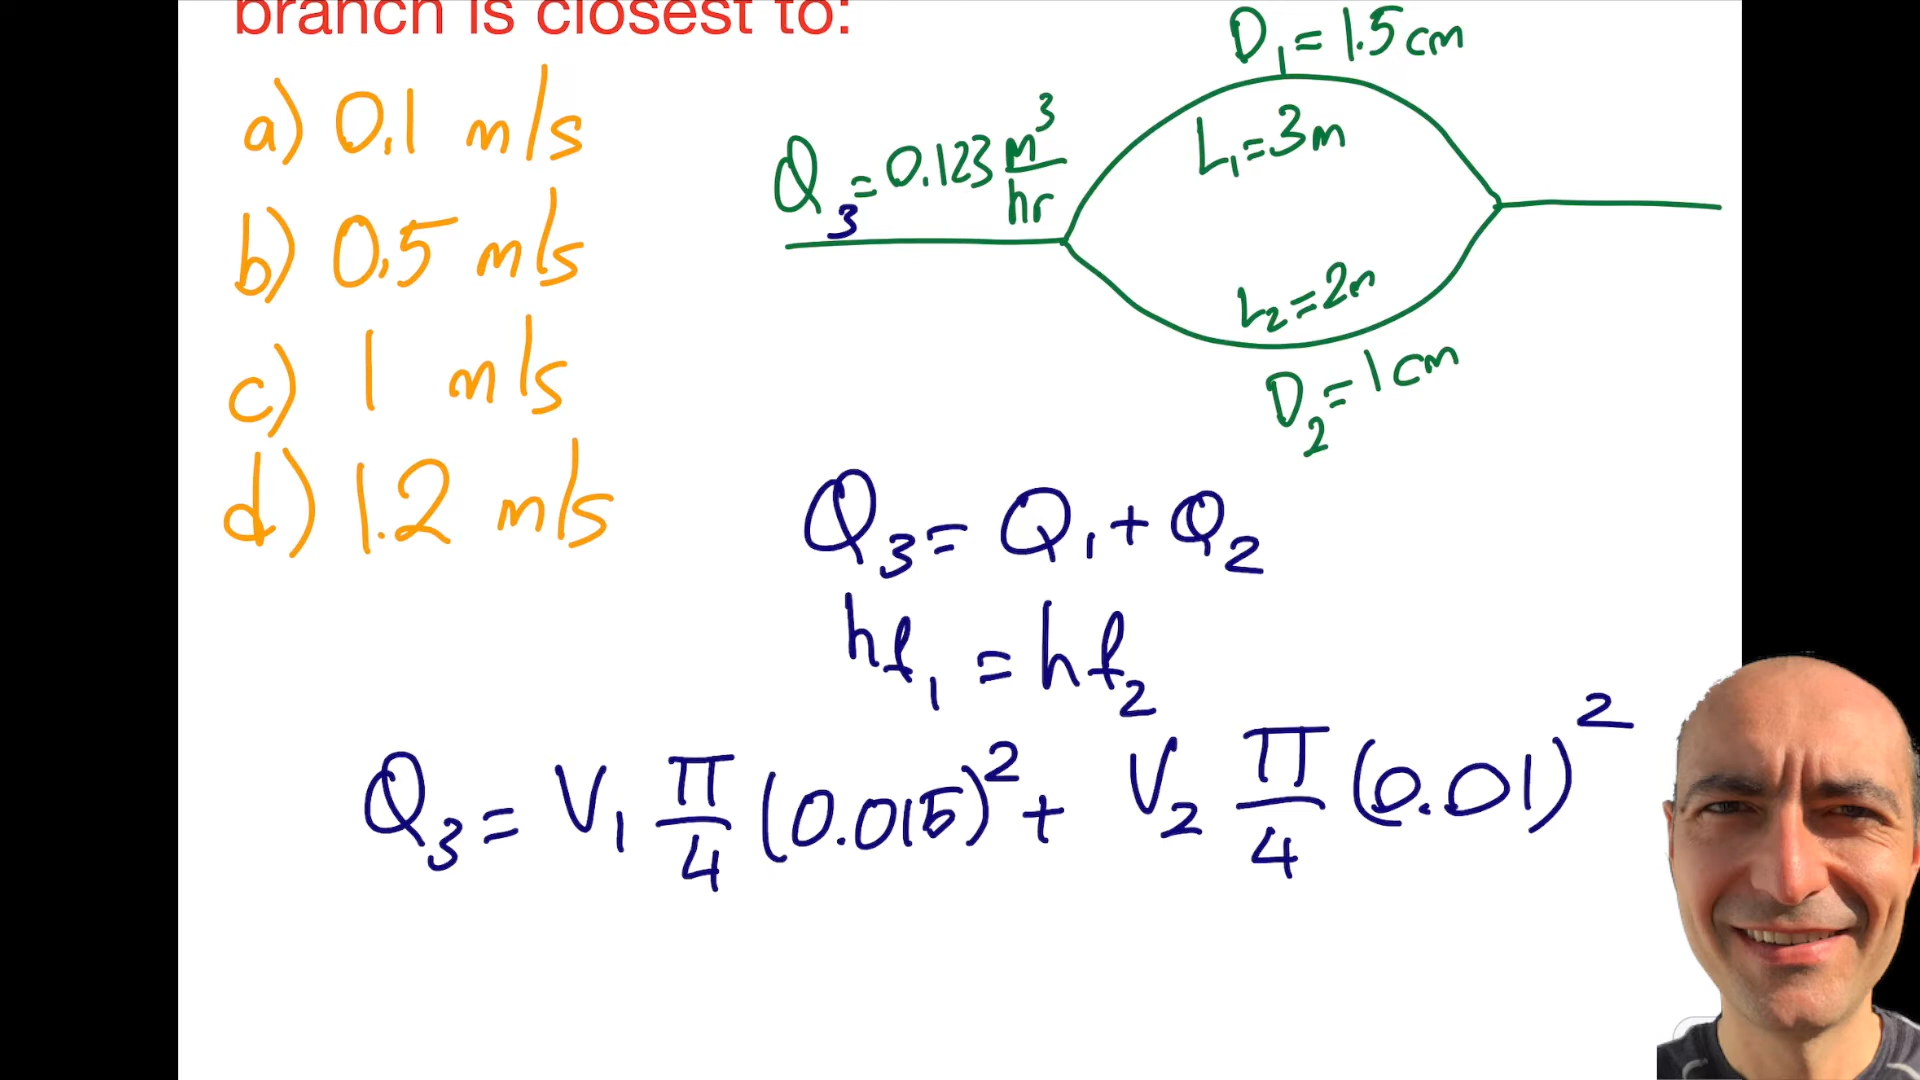 branch is closest to:
a) 0.1 m/s
b) 0.5 m/s
c) 1 m/s
d) 1.2 m/s
D₁ = 1.5 cm
L₁ = 3m
Q₃ = 0.123 m³/hr
L₂ = 2m
D₂ = 1 cm
Q₃ = Q₁ + Q₂
hf₁ = hf₂
Q₃ = V₁ π/4 (0.015)² + V₂ π/4 (0.01)²